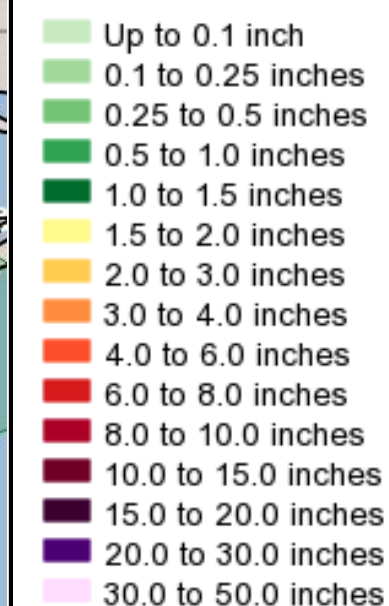 Up to 0.1 inch
0.1 to 0.25 inches
0.25 to 0.5 inches
0.5 to 1.0 inches
1.0 to 1.5 inches
1.5 to 2.0 inches
2.0 to 3.0 inches
3.0 to 4.0 inches
4.0 to 6.0 inches
6.0 to 8.0 inches
8.0 to 10.0 inches
10.0 to 15.0 inches
15.0 to 20.0 inches
20.0 to 30.0 inches
30.0 to 50.0 inches